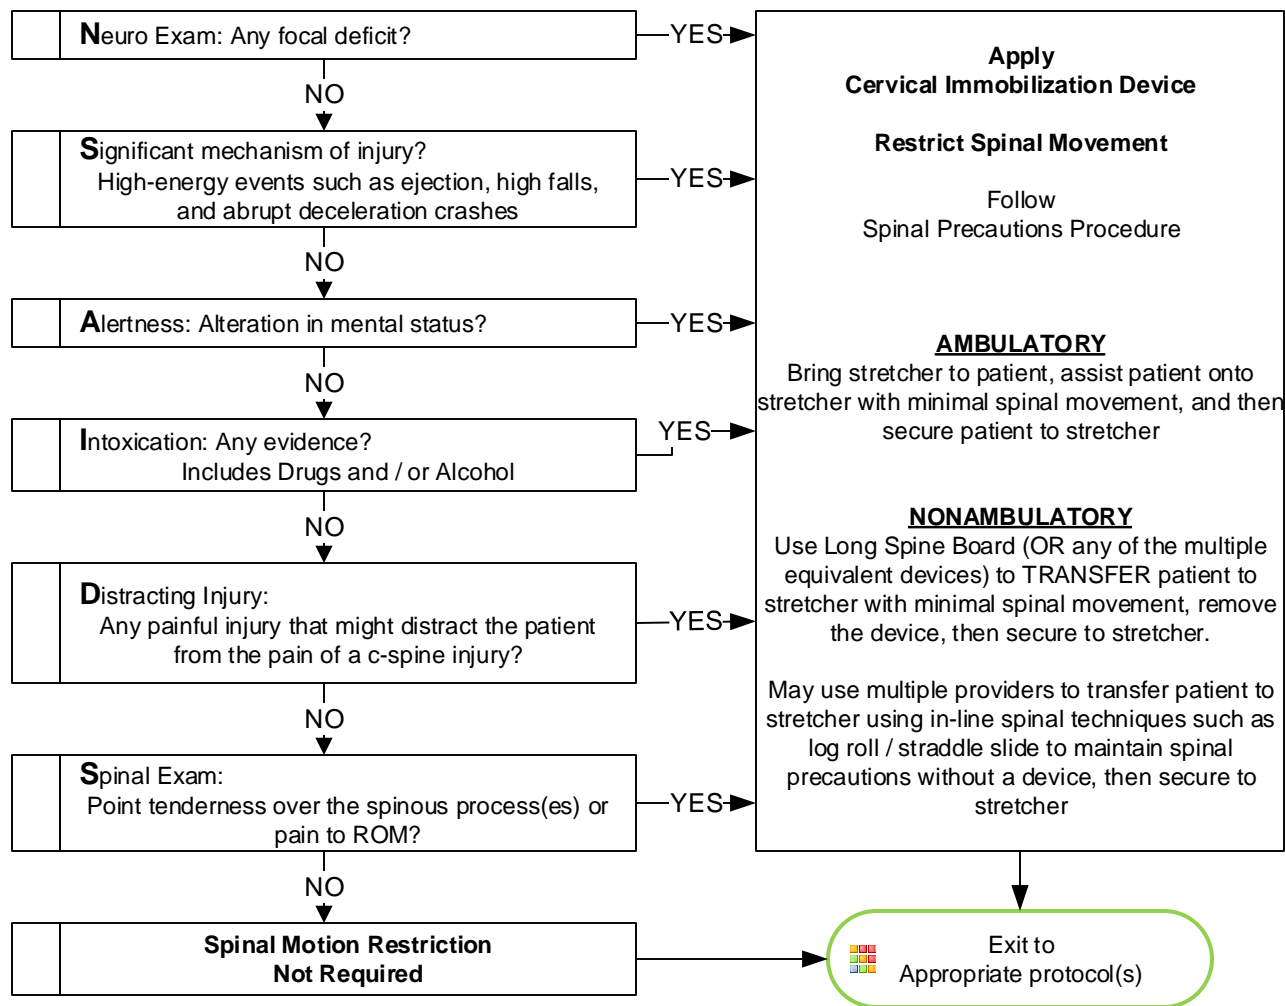 Neuro Exam: Any focal deficit?
YES
NO
Significant mechanism of injury?
High-energy events such as ejection, high falls,
and abrupt deceleration crashes
YES
NO
Alertness: Alteration in mental status?
YES
NO
Intoxication: Any evidence?
Includes Drugs and / or Alcohol
YES
NO
Distracting Injury:
Any painful injury that might distract the patient
from the pain of a c-spine injury?
YES
NO
Spinal Exam:
Point tenderness over the spinous process(es) or
pain to ROM?
YES
NO
Spinal Motion Restriction
Not Required
Apply
Cervical Immobilization Device
Restrict Spinal Movement
Follow
Spinal Precautions Procedure
AMBULATORY
Bring stretcher to patient, assist patient onto
stretcher with minimal spinal movement, and then
secure patient to stretcher
NONAMBULATORY
Use Long Spine Board (OR any of the multiple
equivalent devices) to TRANSFER patient to
stretcher with minimal spinal movement, remove
the device, then secure to stretcher.
May use multiple providers to transfer patient to
stretcher using in-line spinal techniques such as
log roll / straddle slide to maintain spinal
precautions without a device, then secure to
stretcher
Exit to
Appropriate protocol(s)